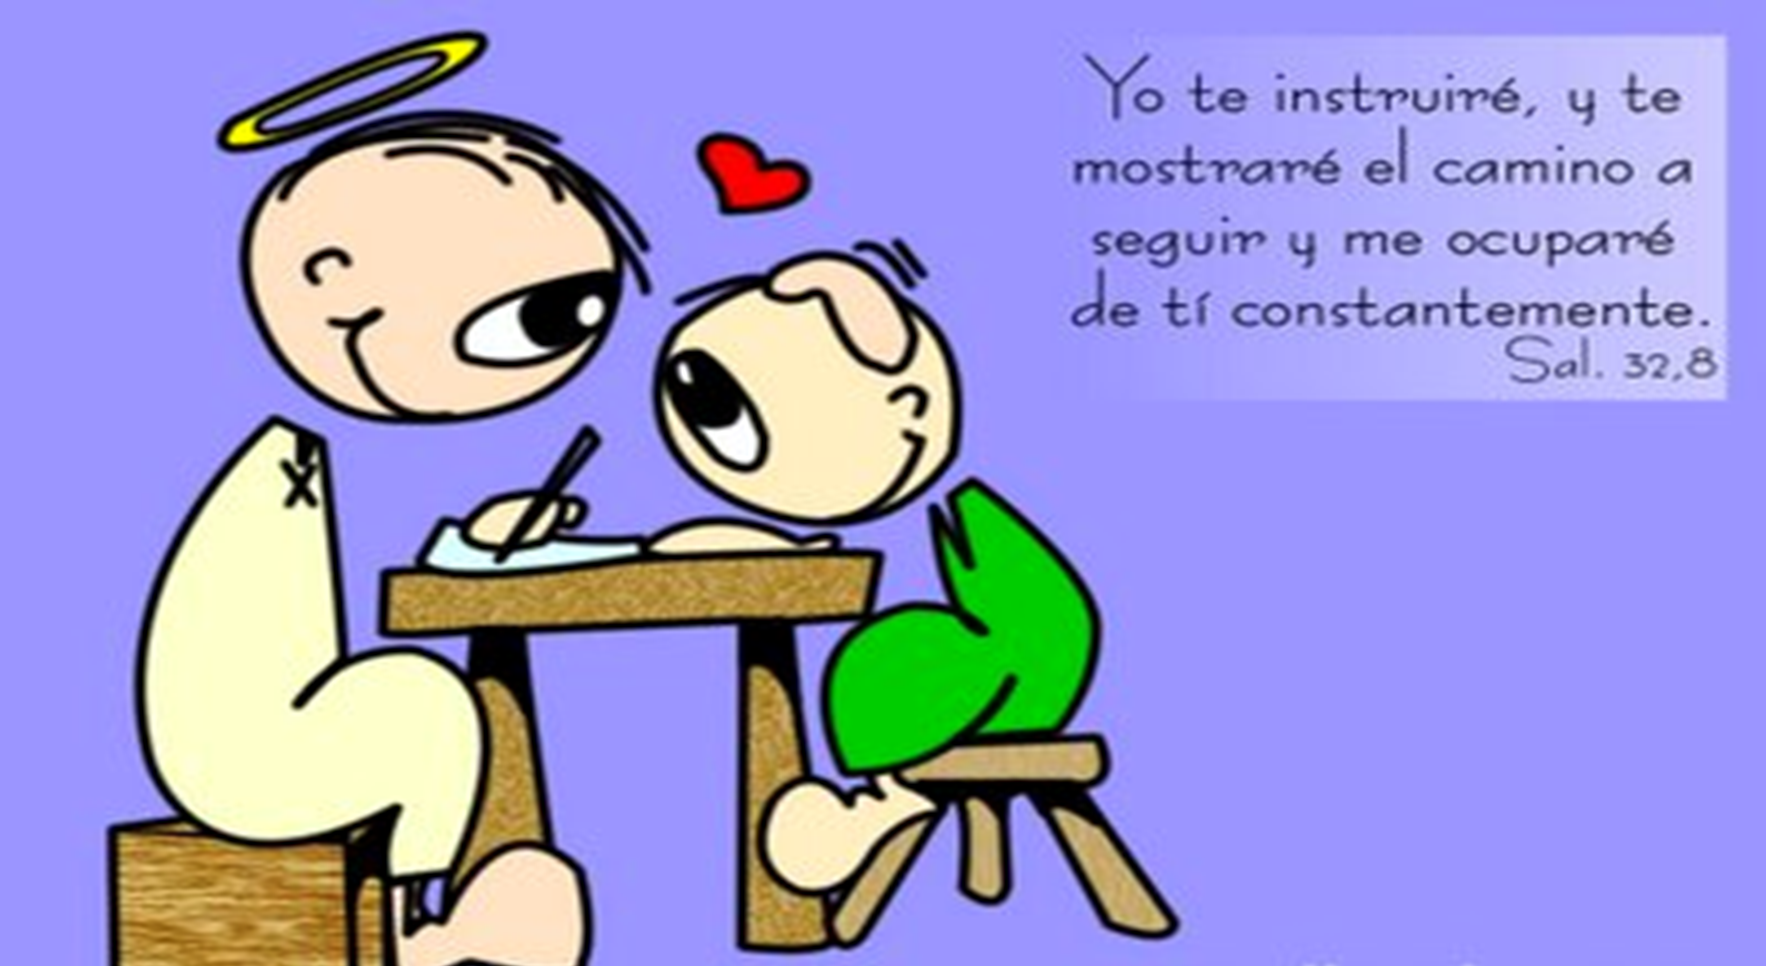 Yo te instruiré, y te
mostraré el camino a
seguir y me ocuparé
de tí constantemente.
Sal. 32,8